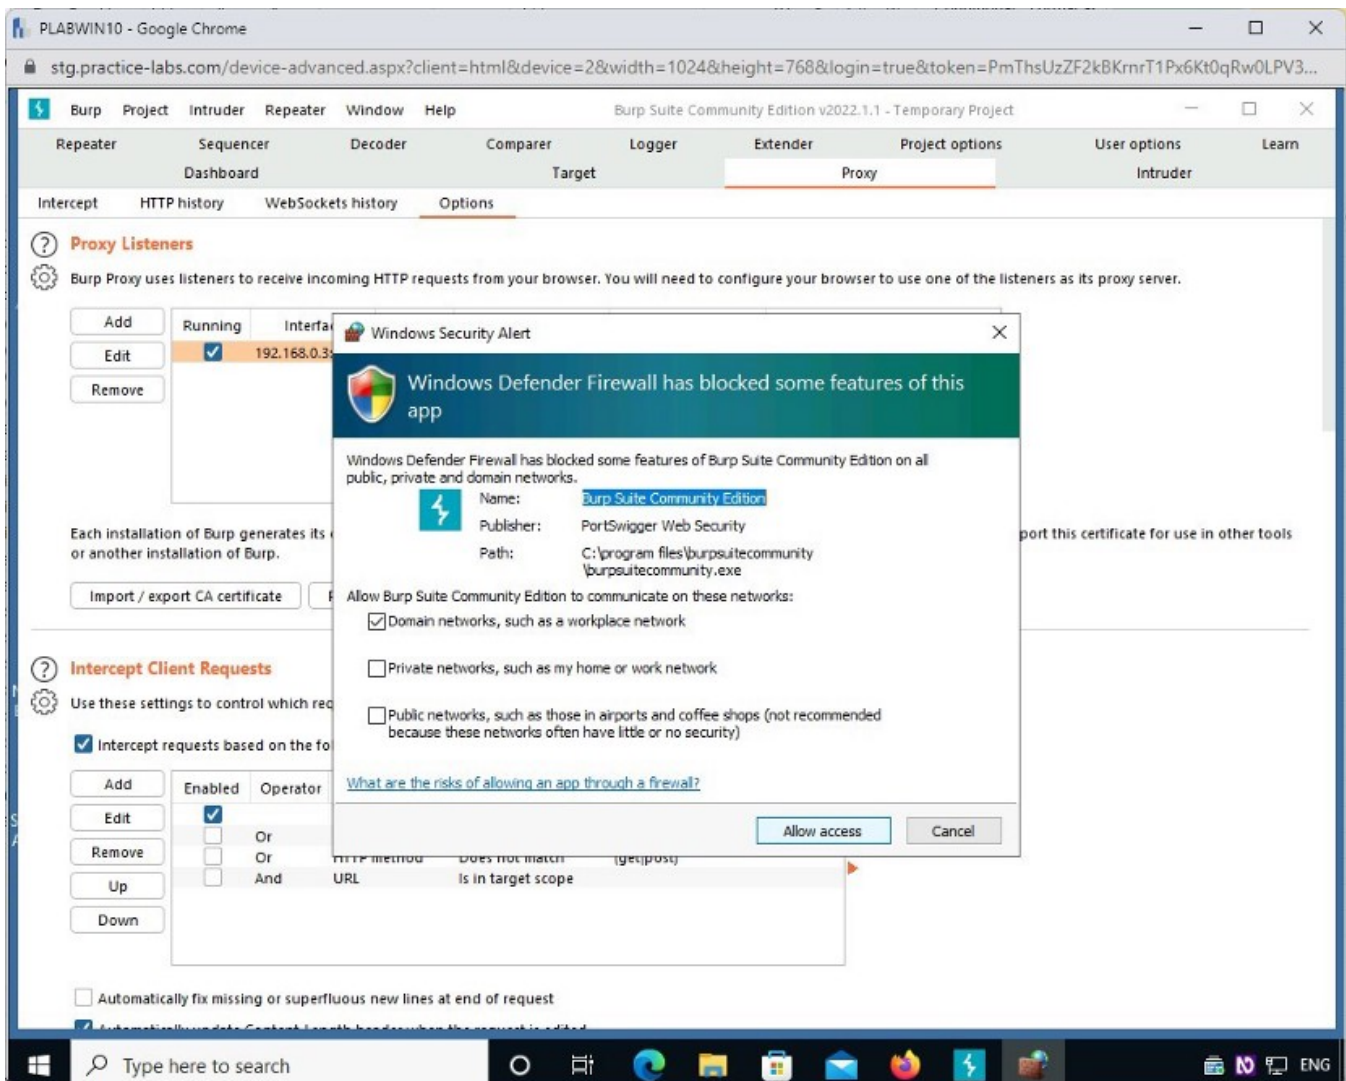 PLABWIN10 - Google Chrome
stg.practice-labs.com/device-advanced.aspx?client=html&device=2&width=1024&height=768&login=true&token=PmThsUzZF2kBKrnrT1Px6Kt0qRw0LPV3...
Burp Project Intruder Repeater Window Help Burp Suite Community Edition v2022.1.1 - Temporary Project
Repeater Sequencer Decoder Comparer Logger Extender Project options User options Learn
Dashboard Target Proxy Intruder
Intercept HTTP history WebSockets history Options
Proxy Listeners
Burp Proxy uses listeners to receive incoming HTTP requests from your browser. You will need to configure your browser to use one of the listeners as its proxy server.
Add
Edit
Remove
Running
192.168.0.3
Each installation of Burp generates its
port this certificate for use in other tools
or another installation of Burp.
Import / export CA certificate
Windows Security Alert
Windows Defender Firewall has blocked some features of this
app
Windows Defender Firewall has blocked some features of Burp Suite Community Edition on all
public, private and domain networks.
Name: Burp Suite Community Edition
Publisher: PortSwigger Web Security
Path: C:\program files\burpsuitecommunity
\burpsuitecommunity.exe
Allow Burp Suite Community Edition to communicate on these networks:
Domain networks, such as a workplace network
Private networks, such as my home or work network
Public networks, such as those in airports and coffee shops (not recommended
because these networks often have little or no security)
What are the risks of allowing an app through a firewall?
Allow access Cancel
Intercept Client Requests
Use these settings to control which
Intercept requests based on the
Add
Edit
Remove
Up
Down
Enabled Operator
Or
Or HTTP method Does not match (get|post)
And URL Is in target scope
Automatically fix missing or superfluous new lines at end of request
Type here to search
ENG